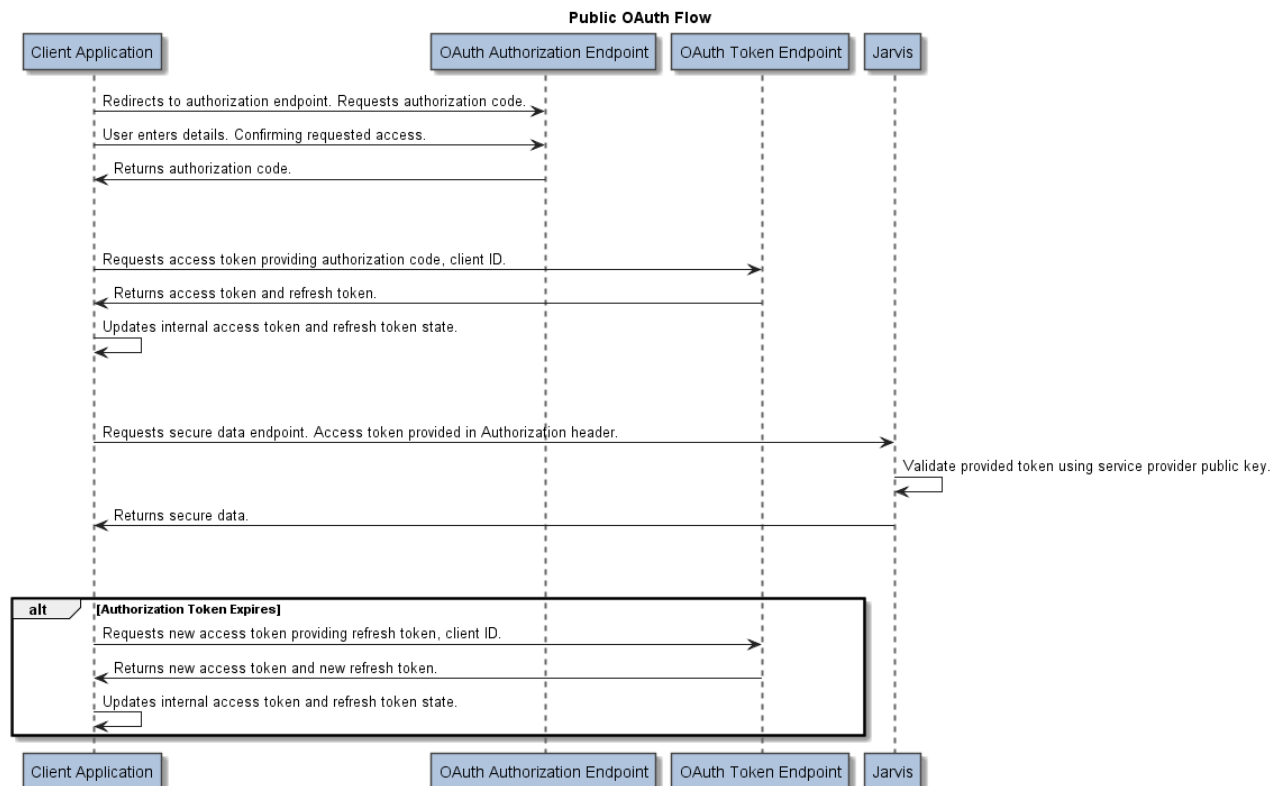 Public OAuth Flow
Client Application
OAuth Authorization Endpoint
OAuth Token Endpoint
Jarvis
Redirects to authorization endpoint. Requests authorization code.
User enters details. Confirming requested access.
Returns authorization code.
Requests access token providing authorization code, client ID.
Returns access token and refresh token.
Updates internal access token and refresh token state.
Requests secure data endpoint. Access token provided in Authorization header.
Validate provided token using service provider public key.
Returns secure data.
alt [Authorization Token Expires]
Requests new access token providing refresh token, client ID.
Returns new access token and new refresh token.
Updates internal access token and refresh token state.
Client Application
OAuth Authorization Endpoint
OAuth Token Endpoint
Jarvis